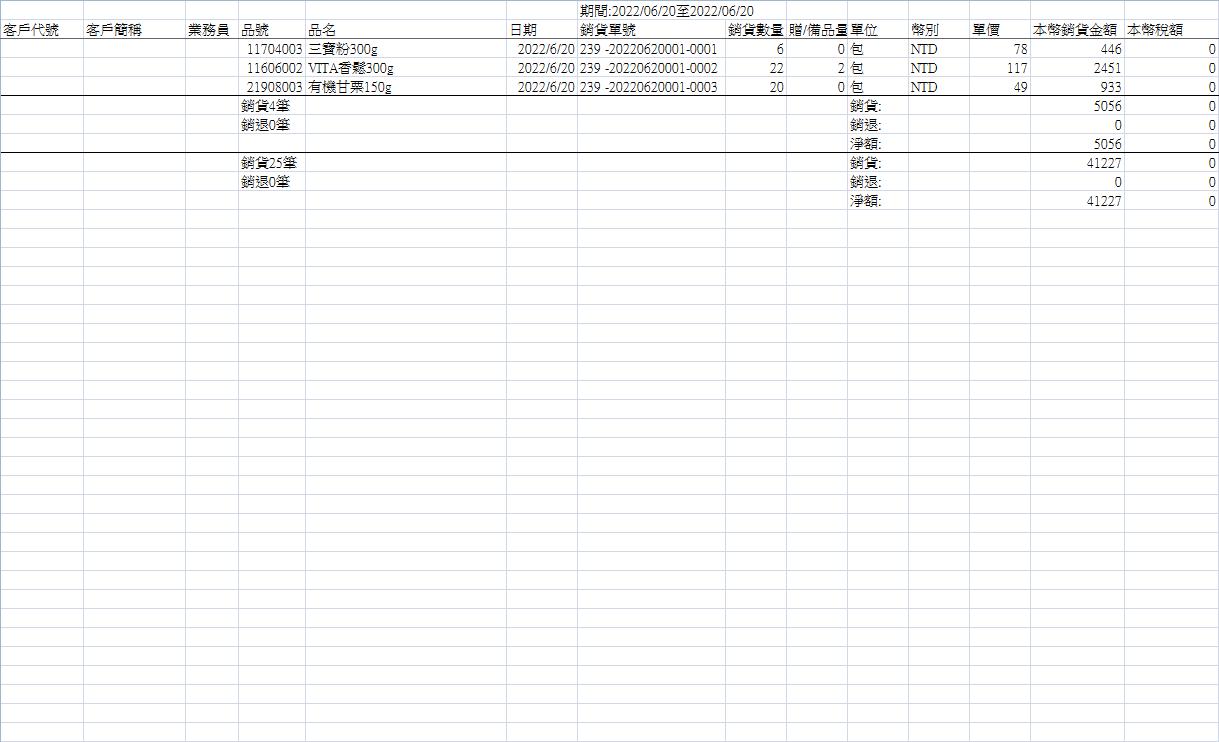 期間:2022/06/20至2022/06/20
客戶代號 客戶簡稱 業務員 品號 品名 日期 銷貨單號 銷貨數量 贈/備品量 單位 幣別 單價 本幣銷貨金額 本幣稅額
11704003 三寶粉300g 2022/6/20 239 -20220620001-0001 6 0 包 NTD 78 446 0
11606002 VITA香鬆300g 2022/6/20 239 -20220620001-0002 22 2 包 NTD 117 2451 0
21908003 有機甘栗150g 2022/6/20 239 -20220620001-0003 20 0 包 NTD 49 933 0
銷貨4筆 銷貨: 5056 0
銷退0筆 銷退: 0 0
淨額: 5056 0
銷貨25筆 銷貨: 41227 0
銷退0筆 銷退: 0 0
淨額: 41227 0